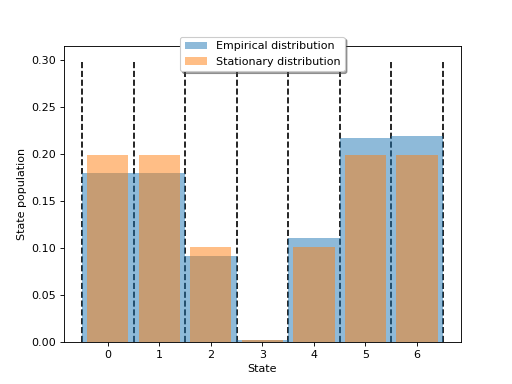 Empirical distribution
Stationary distribution
0.30
0.25
0.20
0.15
0.10
0.05
0.00
State population
0 1 2 3 4 5 6
State